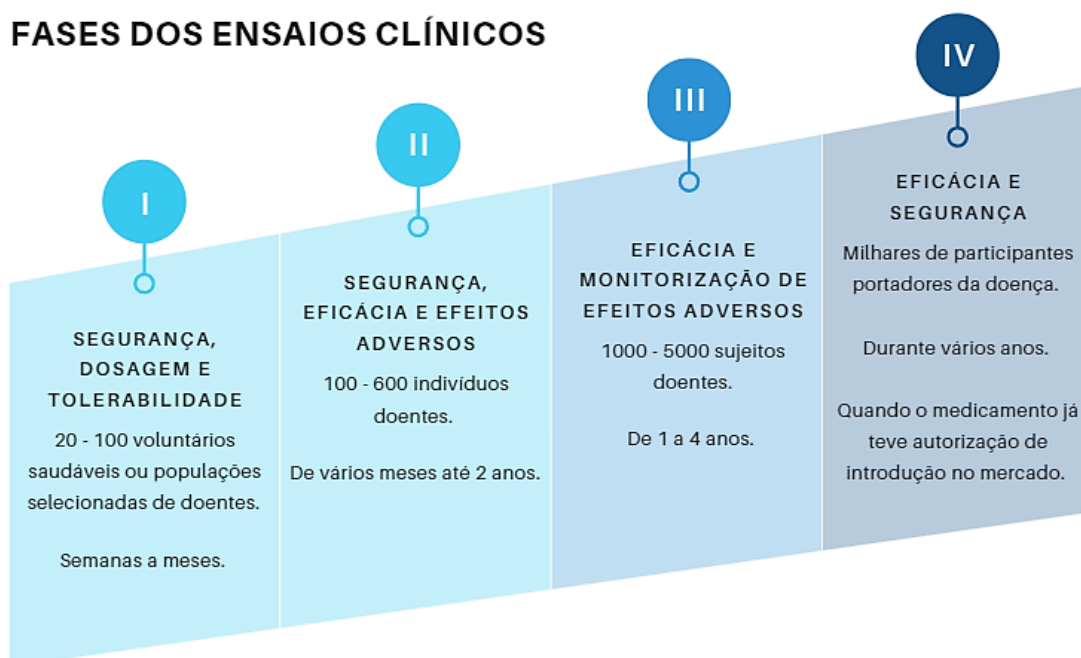 FASES DOS ENSAIOS CLÍNICOS
I
SEGURANÇA,
DOSAGEM E
TOLERABILIDADE
20 - 100 voluntários
saudáveis ou populações
selecionadas de doentes.
Semanas a meses.
II
SEGURANÇA,
EFICÁCIA E EFEITOS
ADVERSOS
100 - 600 indivíduos
doentes.
De vários meses até 2 anos.
III
EFICÁCIA E
MONITORIZAÇÃO DE
EFEITOS ADVERSOS
1000 - 5000 sujeitos
doentes.
De 1 a 4 anos.
IV
EFICÁCIA E
SEGURANÇA
Milhares de participantes
portadores da doença.
Durante vários anos.
Quando o medicamento já
teve autorização de
introdução no mercado.